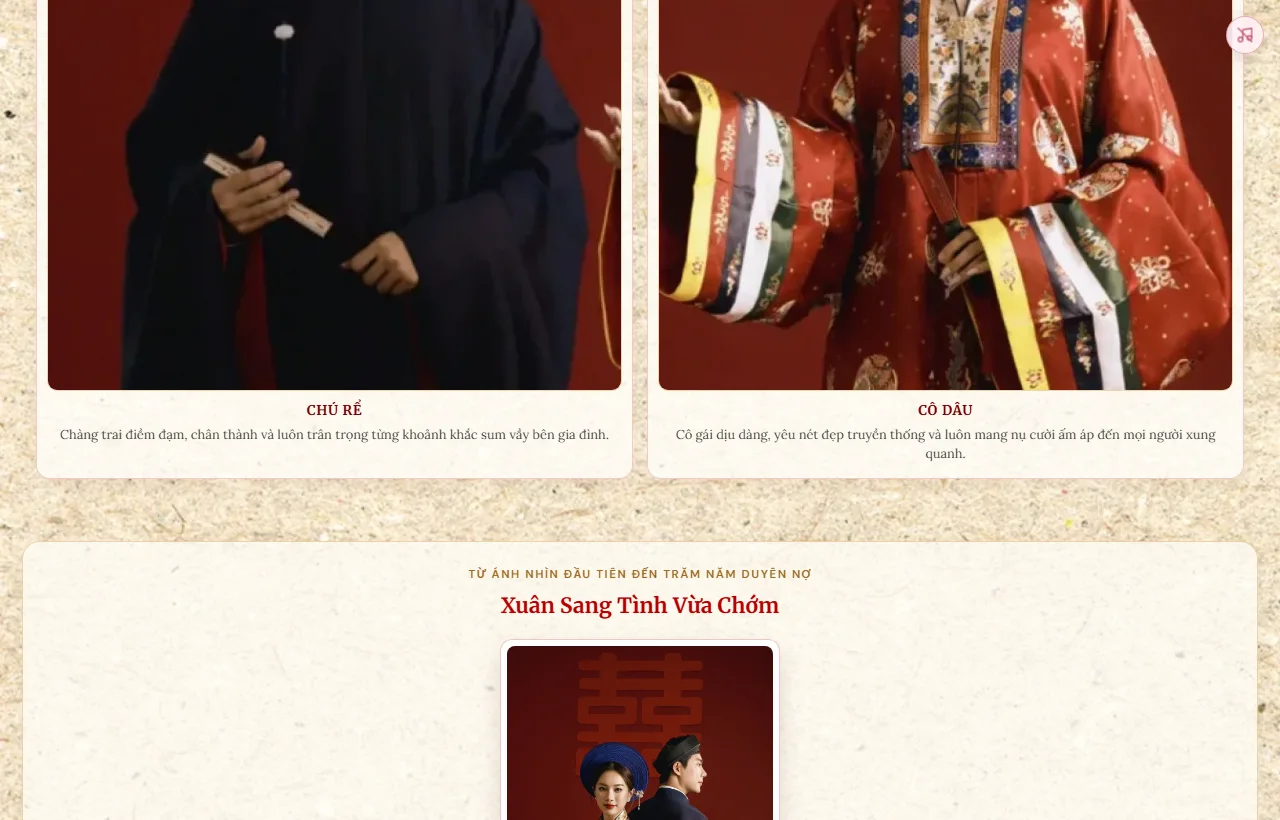 CHÚ RỂ
Chàng trai điềm đạm, chân thành và luôn trân trọng từng khoảnh khắc sum vầy bên gia đình.
CÔ DÂU
Cô gái dịu dàng, yêu nét đẹp truyền thống và luôn mang nụ cười ấm áp đến mọi người xung
quanh.
TỪ ÁNH NHÌN ĐẦU TIÊN ĐẾN TRĂM NĂM DUYÊN NỢ
Xuân Sang Tình Vừa Chớm
囍